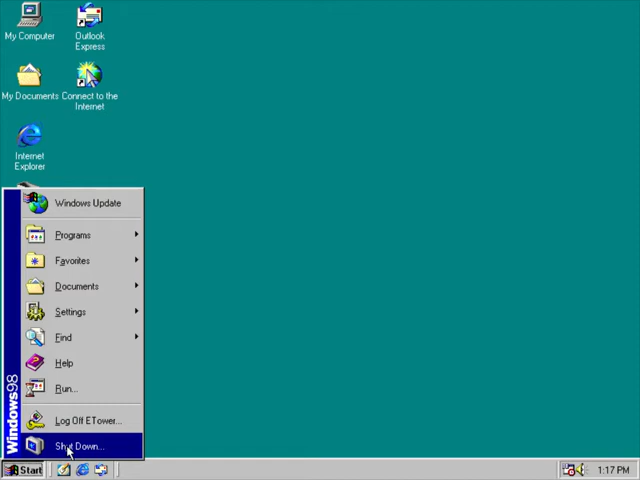 My Computer
Outlook
Express
My Documents
Connect to the
Internet
Internet
Explorer
Windows98
Windows Update
Programs
Favorites
Documents
Settings
Find
Help
Run...
Log Off ETower...
Shut Down...
Start
1:17 PM